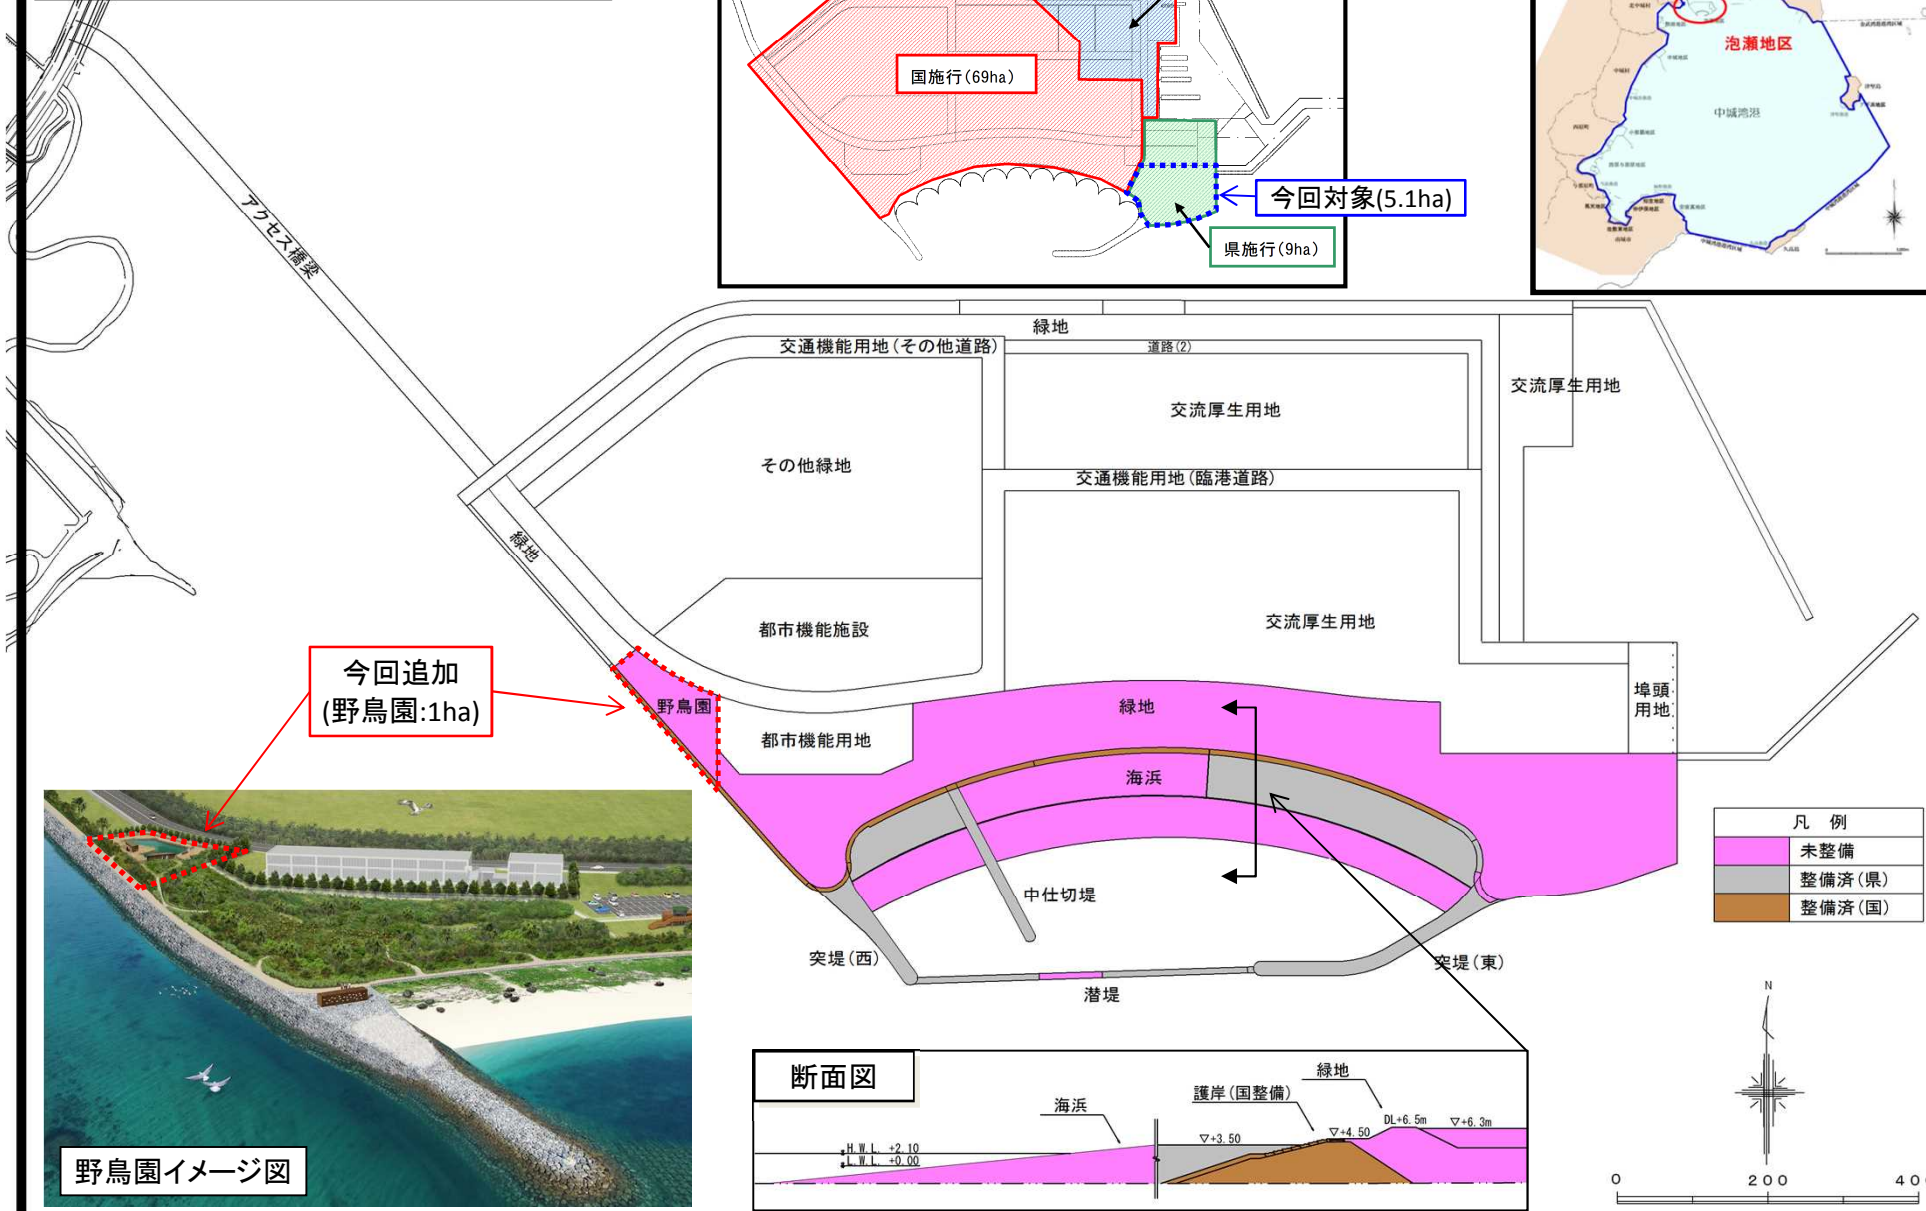 国施行(69ha)
今回対象(5.1ha)
県施行(9ha)
泡瀬地区
中城湾港
アクセス橋梁
緑地
交通機能用地(その他道路)
道路(2)
交流厚生用地
交流厚生用地
その他緑地
交通機能用地(臨港道路)
緑地
都市機能施設
交流厚生用地
今回追加
(野鳥園:1ha)
野鳥園
緑地
埠頭
用地
都市機能用地
海浜
凡 例
未整備
整備済(県)
整備済(国)
中仕切堤
突堤(西)
突堤(東)
潜堤
N
断面図
緑地
護岸(国整備)
海浜
DL+6.5m
▽+6.3m
▽+4.50
▽+3.50
H.W.L. +2.10
L.W.L. +0.00
野鳥園イメージ図
0
200